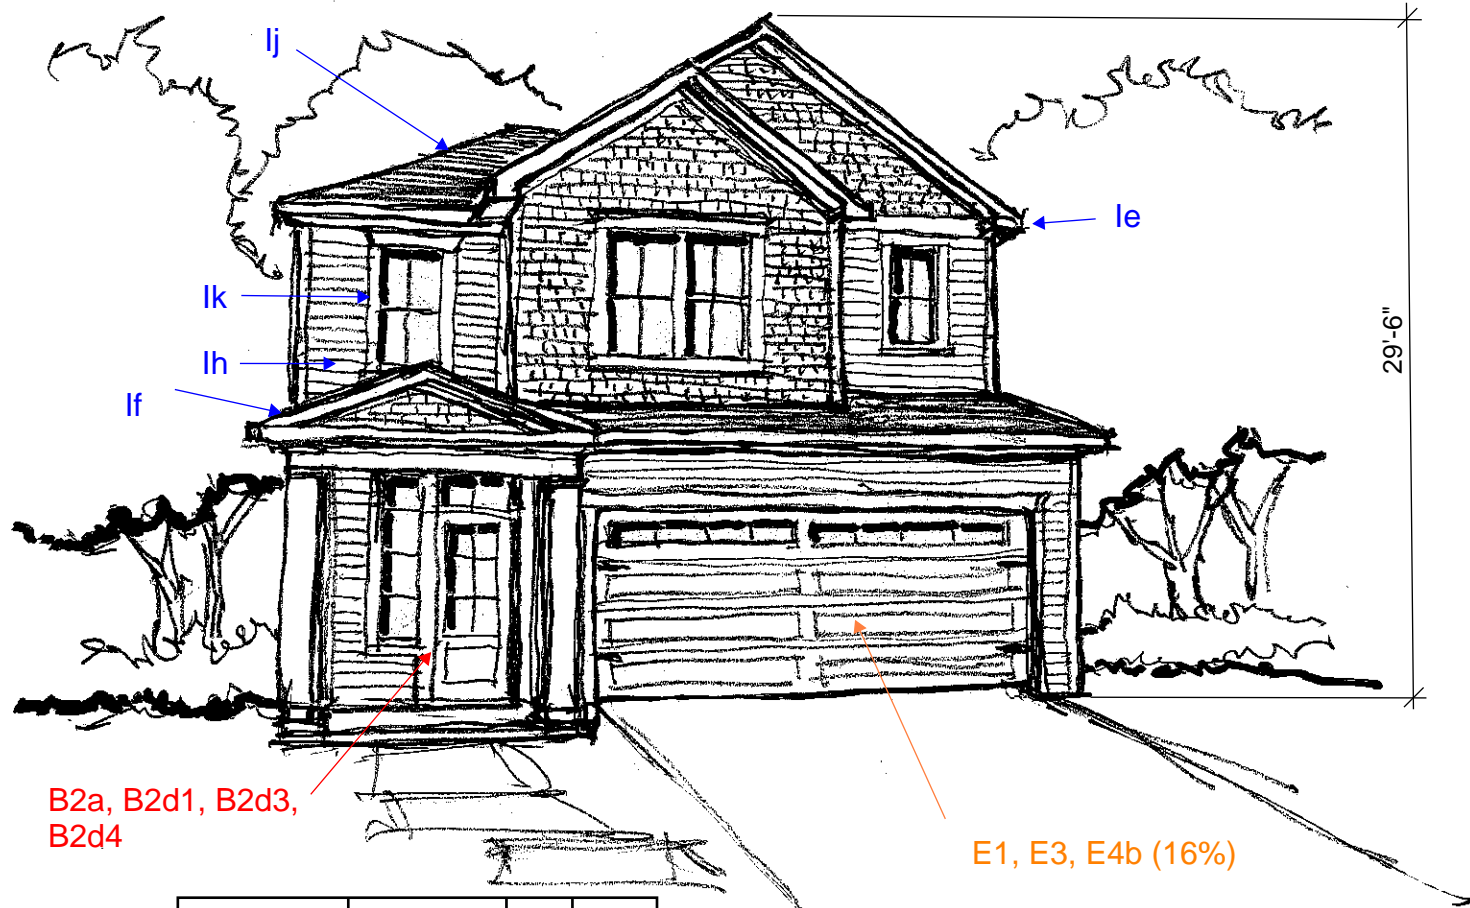 Ij
Ie
Ik
29'-6"
Ih
If
B2a, B2d1, B2d3,
B2d4
E1, E3, E4b (16%)